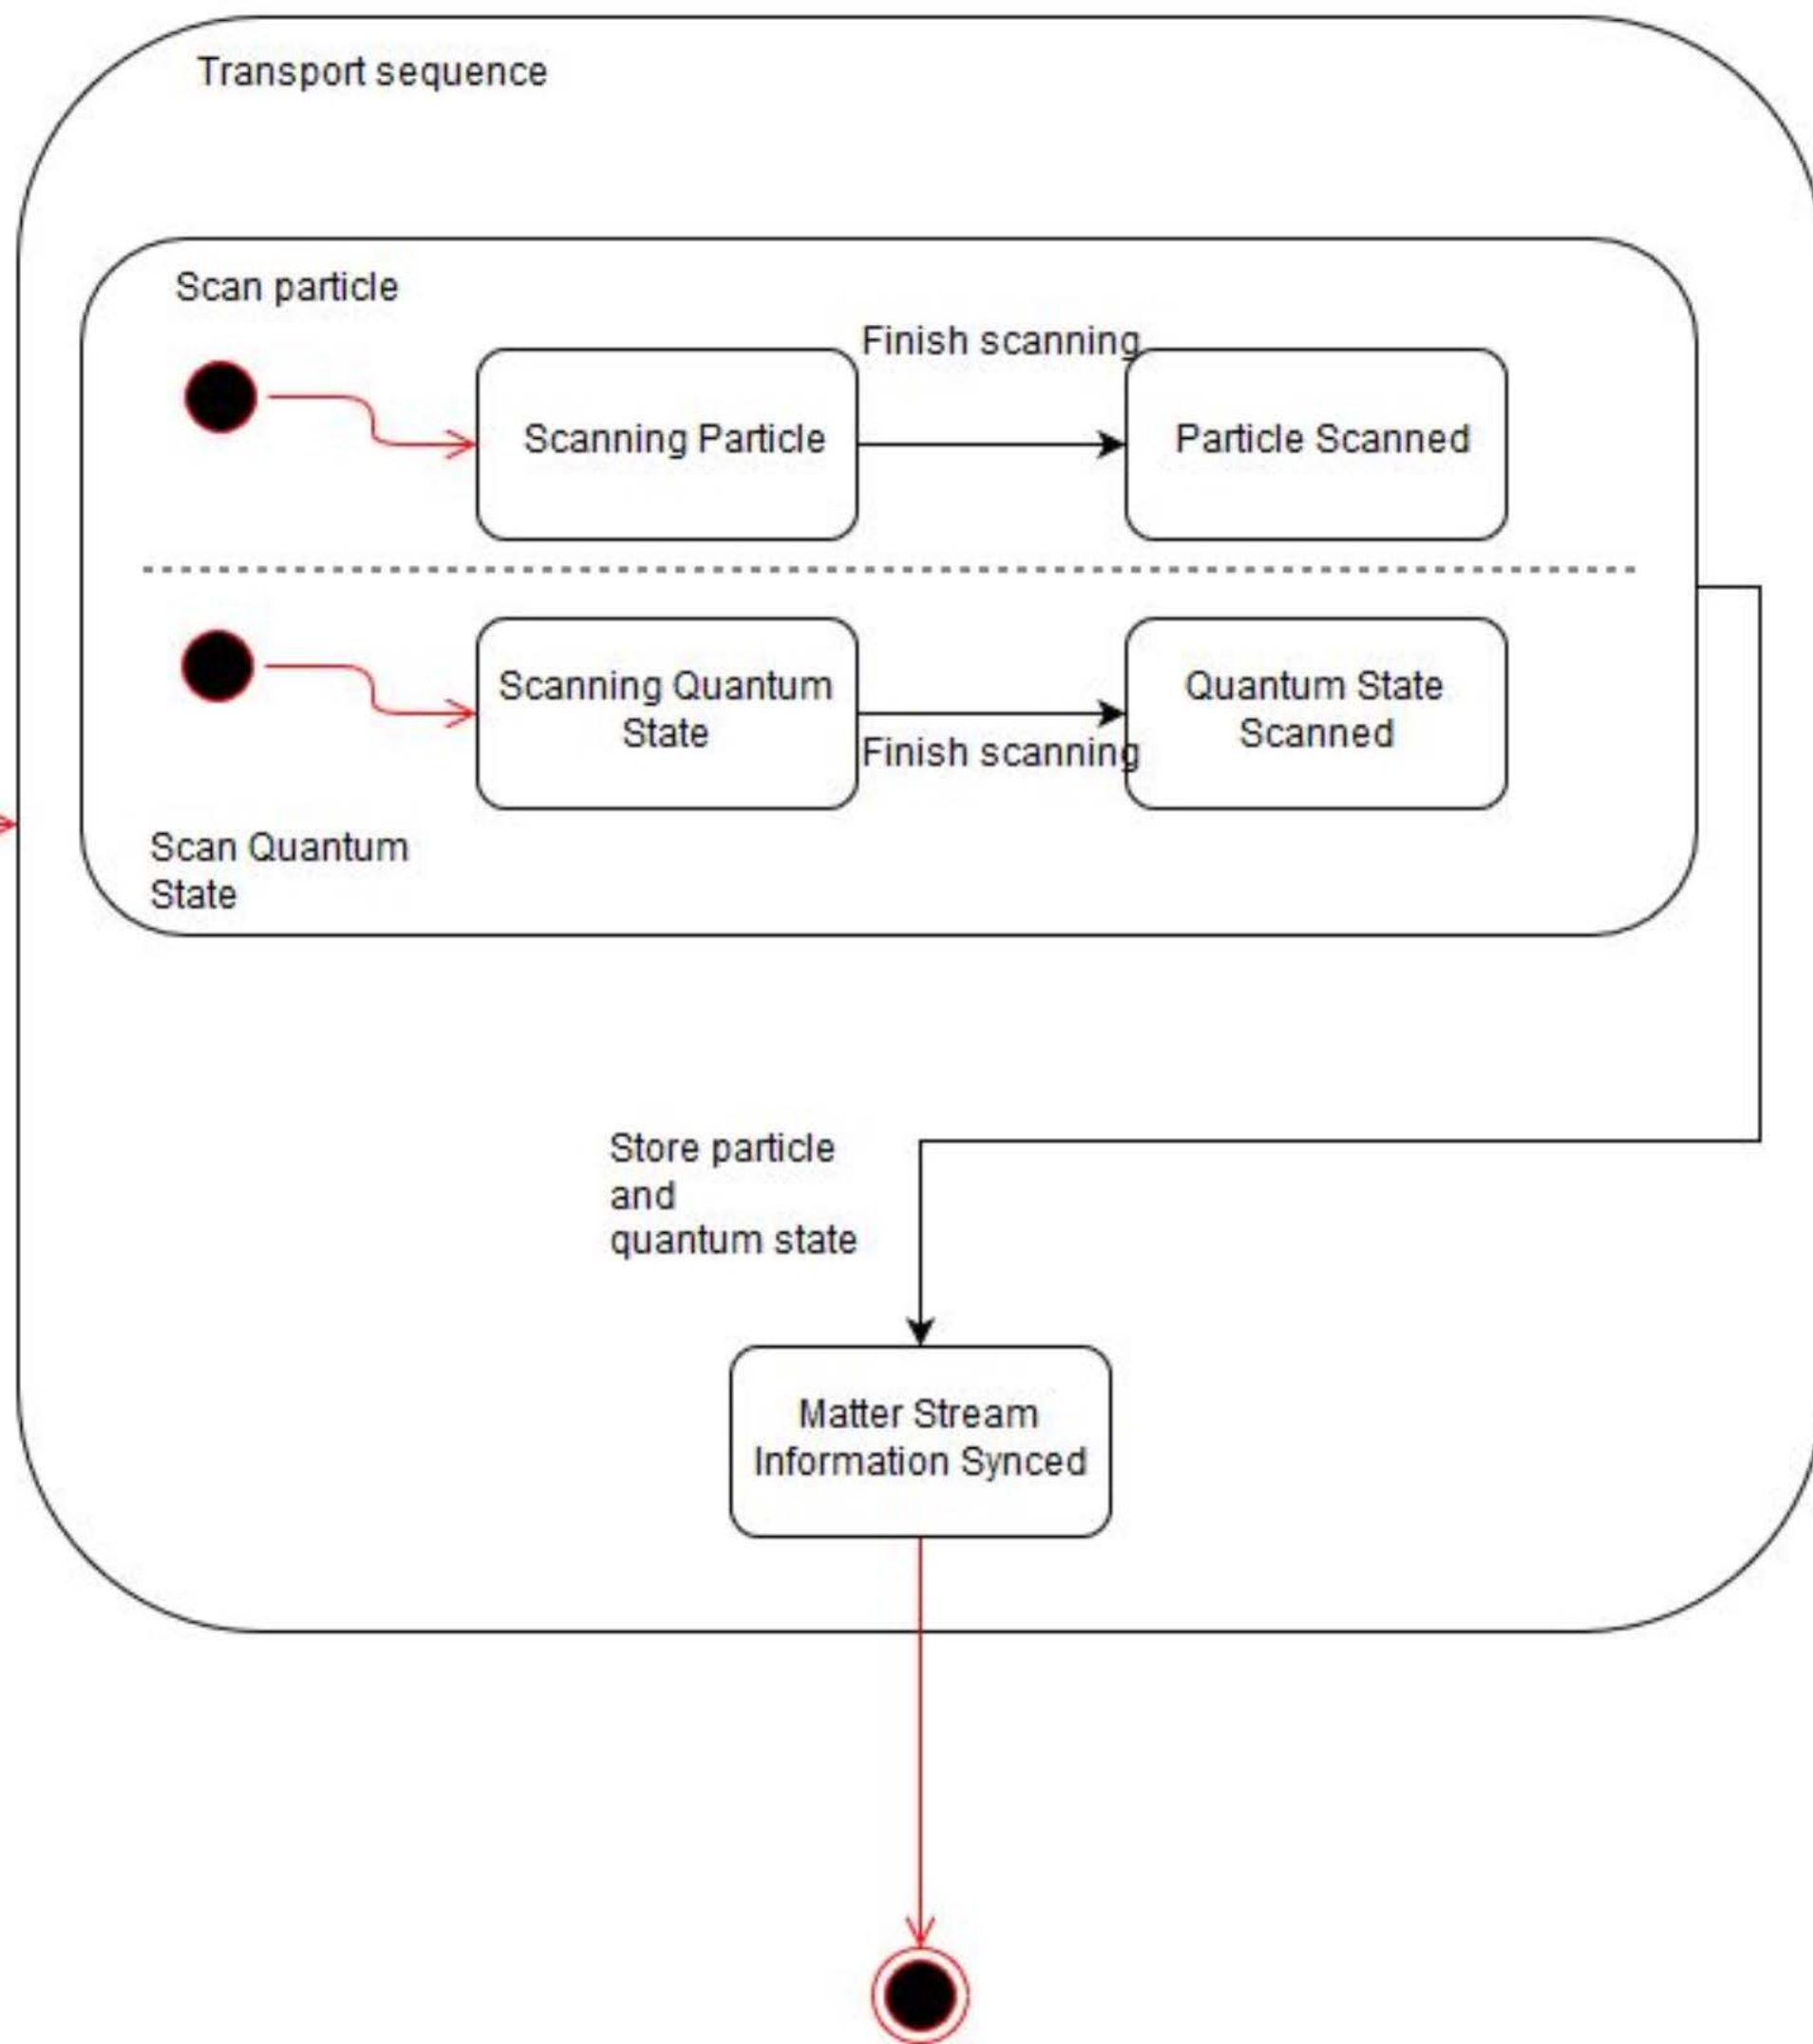 Transport sequence
Scan particle
Finish scanning
Scanning Particle
Particle Scanned
Scanning Quantum
State
Finish scanning
Quantum State
Scanned
Scan Quantum
State
Store particle
and
quantum state
Matter Stream
Information Synced